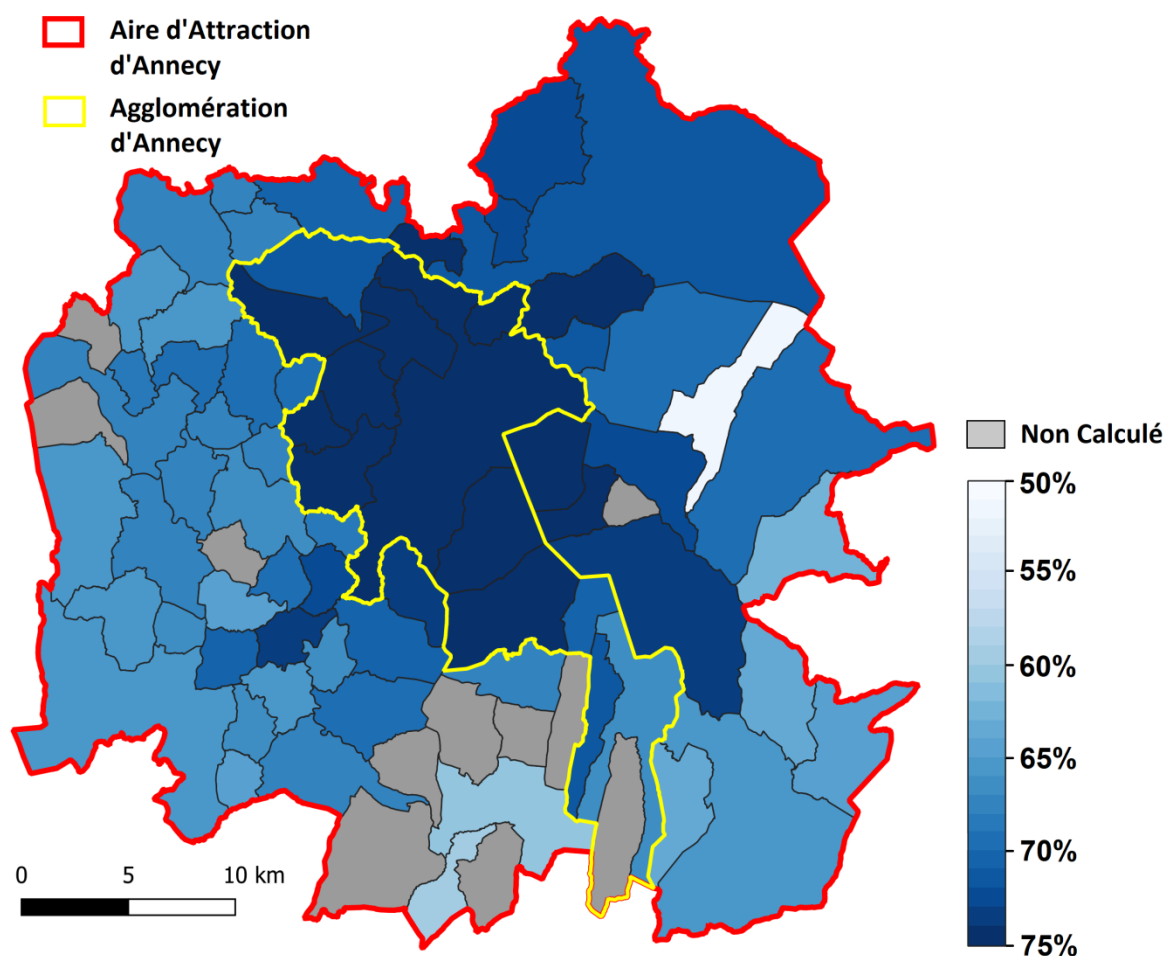 Aire d'Attraction
d'Annecy
Agglomération
d'Annecy
Non Calculé
50%
55%
60%
65%
70%
75%
0 5 10 km